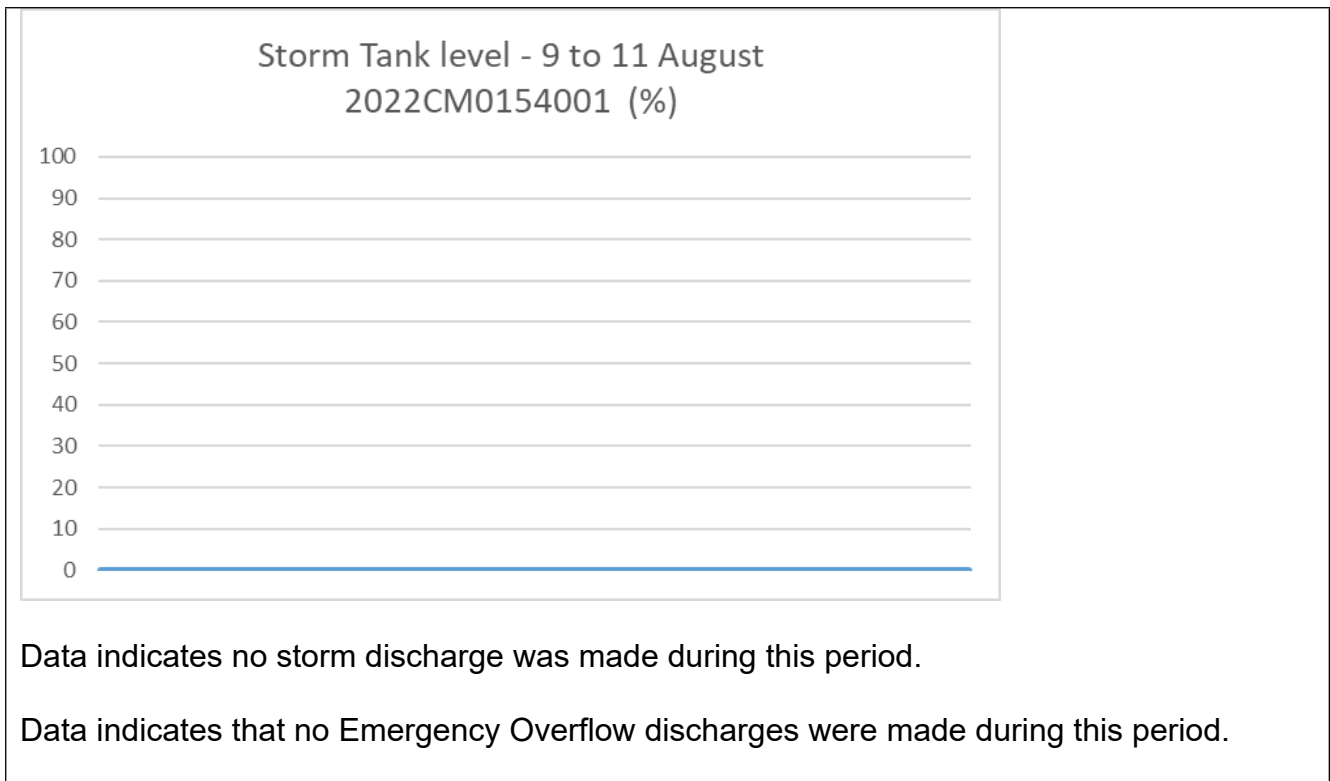 Storm Tank level - 9 to 11 August
2022CM0154001 (%)
100
90
80
70
60
50
40
30
20
10
0
Data indicates no storm discharge was made during this period.
Data indicates that no Emergency Overflow discharges were made during this period.